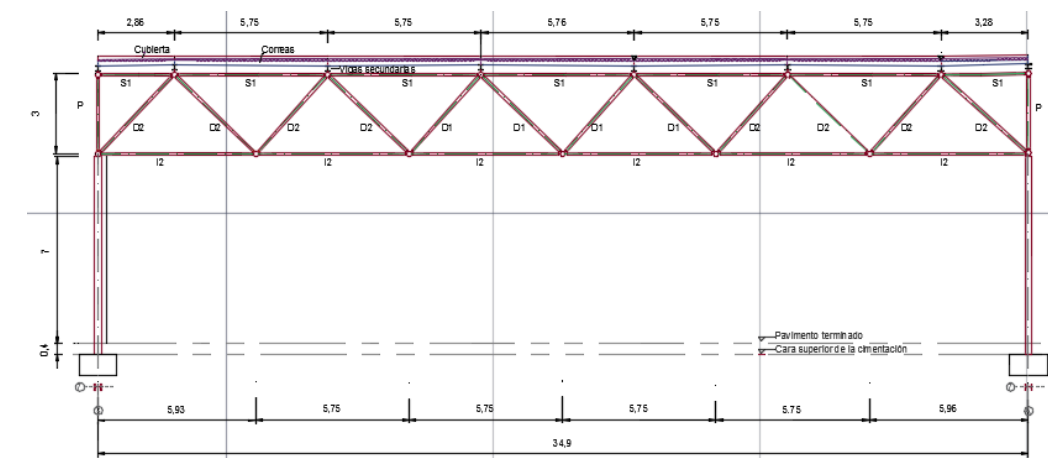 2,86 5,75 5,75 5,76 5,75 5,75 3,28
Cubierta Correas
Vigas secundarias
S1 S1 S1 S1 S1 S1 S1
P P
3
D2 D2 D2 D2 D1 D1 D1 D1 D2 D2 D2 D2
I2 I2 I2 I2 I2 I2
7
Pavimento terminado
0,4
Cara superior de la cimentación
5,93 5,75 5,75 5,75 5.75 5,96
34,9